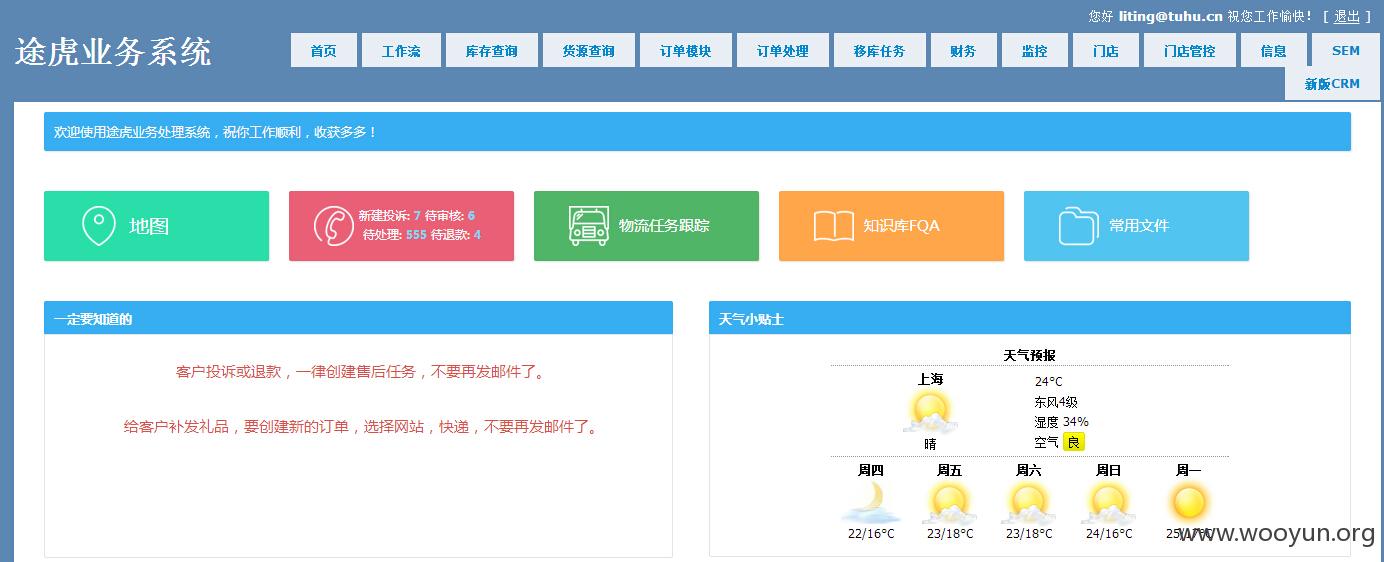 您好 liting@tuhu.cn 祝您工作愉快！ [ 退出 ]
途虎业务系统
首页 工作流 库存查询 货源查询 订单模块 订单处理 移库任务 财务 监控 门店 门店管控 信息 SEM
新版CRM
欢迎使用途虎业务处理系统，祝你工作顺利，收获多多！
地图
新建投诉: 7 待审核: 6
待处理: 555 待退款: 4
物流任务跟踪
知识库FQA
常用文件
一定要知道的
客户投诉或退款，一律创建售后任务，不要再发邮件了。
给客户补发礼品，要创建新的订单，选择网站，快递，不要再发邮件了。
天气小贴士
天气预报
上海
晴
24°C
东风4级
湿度 34%
空气 良
周四 周五 周六 周日 周一
22/16°C 23/18°C 23/18°C 24/16°C 25/17°C
www.wooyun.org